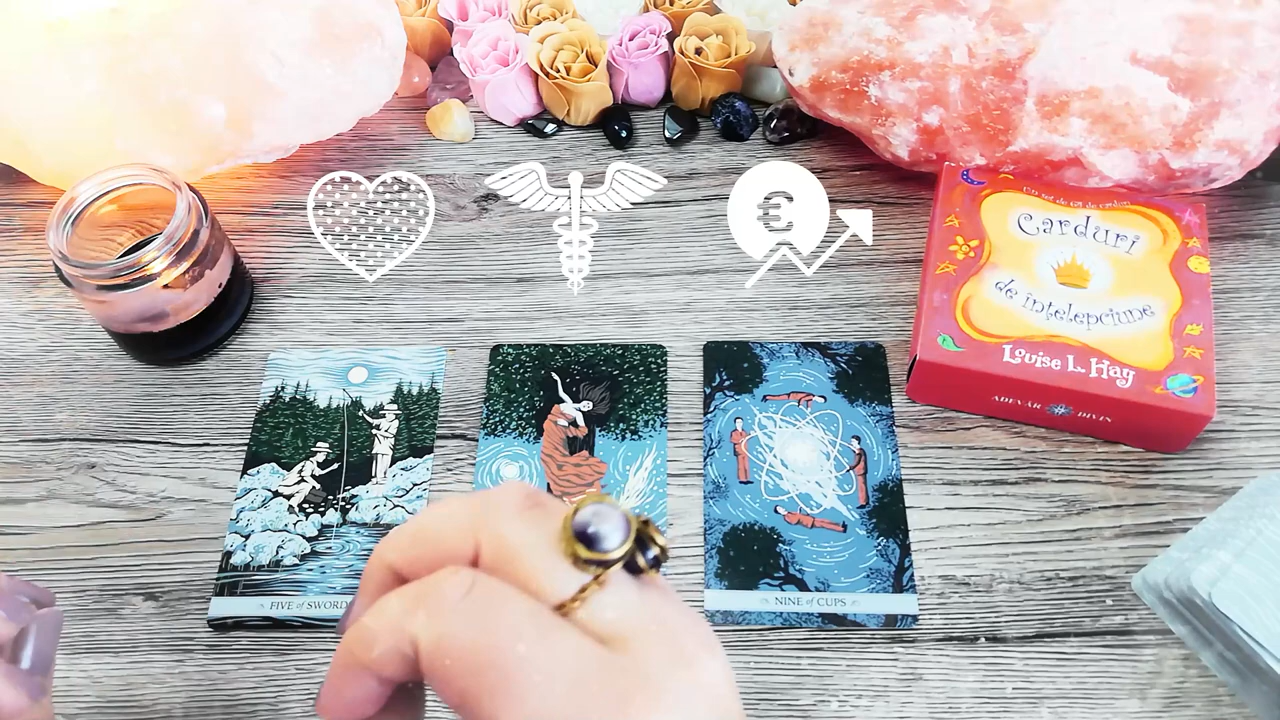 €
Un set de 64 de carduri
Carduri
de înțelepciune
Louise L. Hay
ADEVĂR DIVIN
FIVE of SWORD
NINE of CUPS